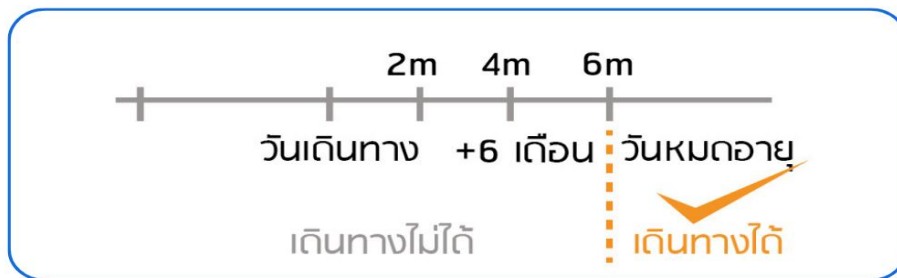 2m 4m 6m
วันเดินทาง +6 เดือน วันหมดอายุ
เดินทางไม่ได้ เดินทางได้